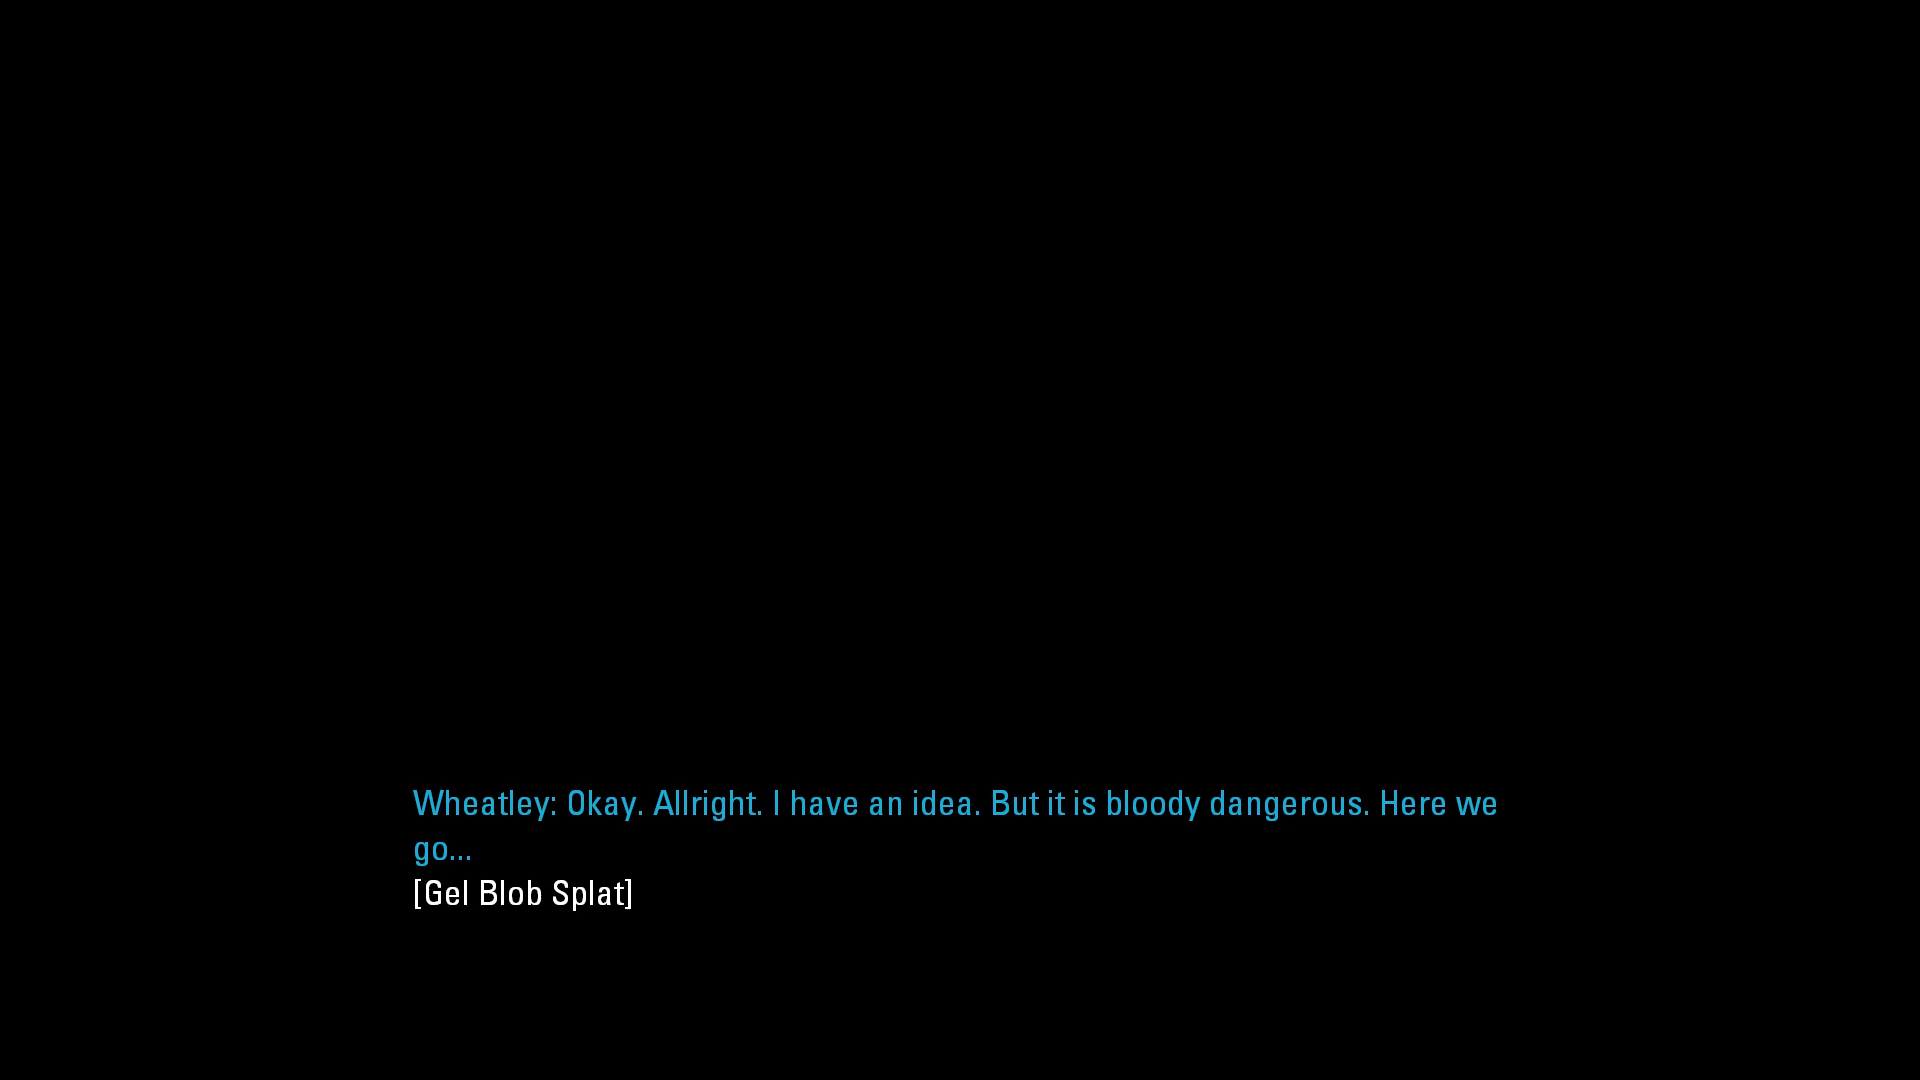 Wheatley: Okay. Allright. I have an idea. But it is bloody dangerous. Here we
go...
[Gel Blob Splat]